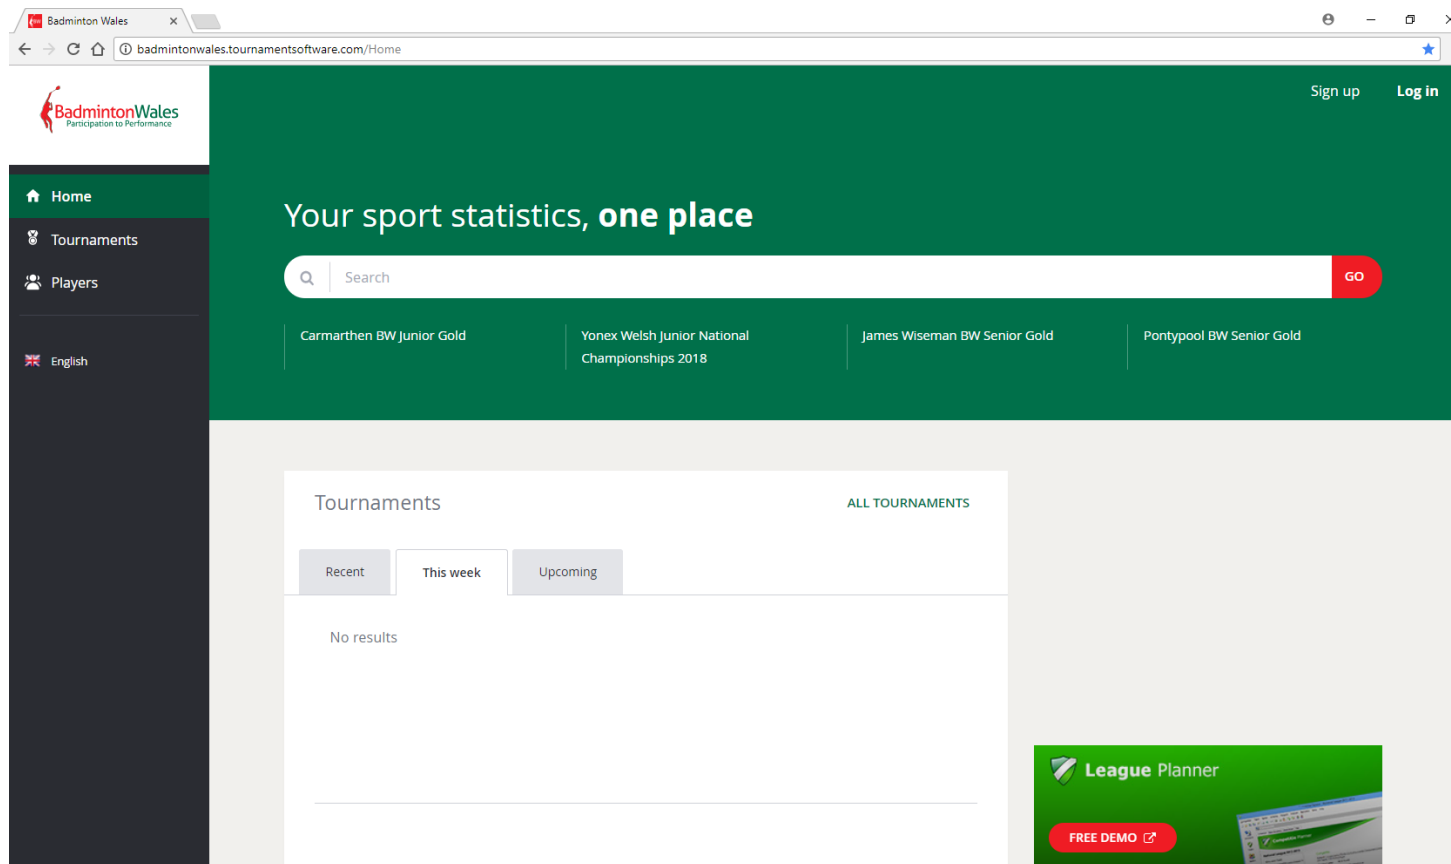 Badminton Wales
badmintonwales.tournamentsoftware.com/Home
BadmintonWales
Participation to Performance
Sign up Log in
Home
Tournaments
Players
English
Your sport statistics, one place
Search GO
Carmarthen BW Junior Gold
Yonex Welsh Junior National
Championships 2018
James Wiseman BW Senior Gold
Pontypool BW Senior Gold
Tournaments ALL TOURNAMENTS
Recent This week Upcoming
No results
League Planner
FREE DEMO